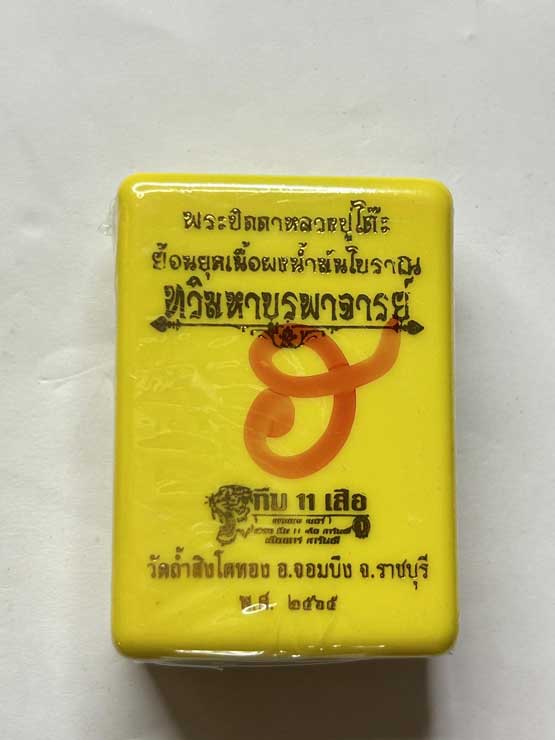 พระปิดตาหลวงปู่โต๊ะ
ย้อนยุคเนื้อผงน้ำมันโบราณ
ทวิมหาบูรพาจารย์
ทีม 11 เสือ
วัดถ้ำสิงโตทอง อ.จอมบึง จ.ราชบุรี
พ.ศ. ๒๕๖๕